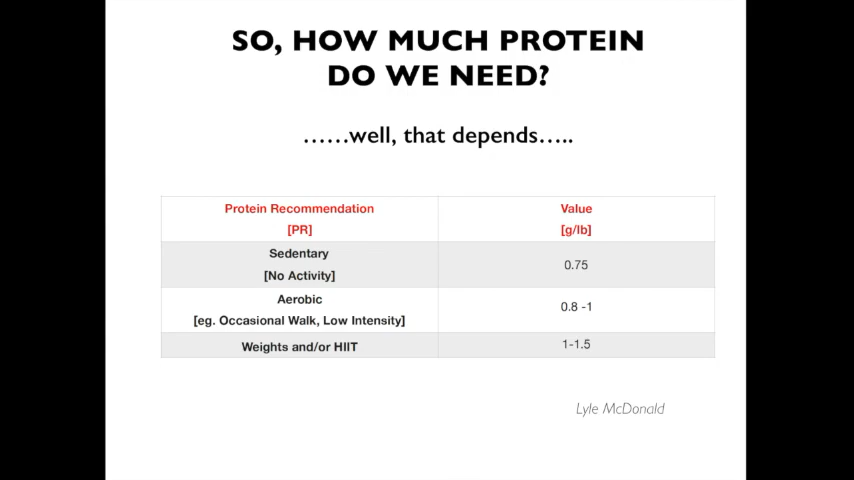 SO, HOW MUCH PROTEIN
DO WE NEED?
……well, that depends…..
Protein Recommendation
[PR]
Value
[g/lb]
Sedentary
[No Activity]
0.75
Aerobic
[eg. Occasional Walk, Low Intensity]
0.8 -1
Weights and/or HIIT
1-1.5
Lyle McDonald